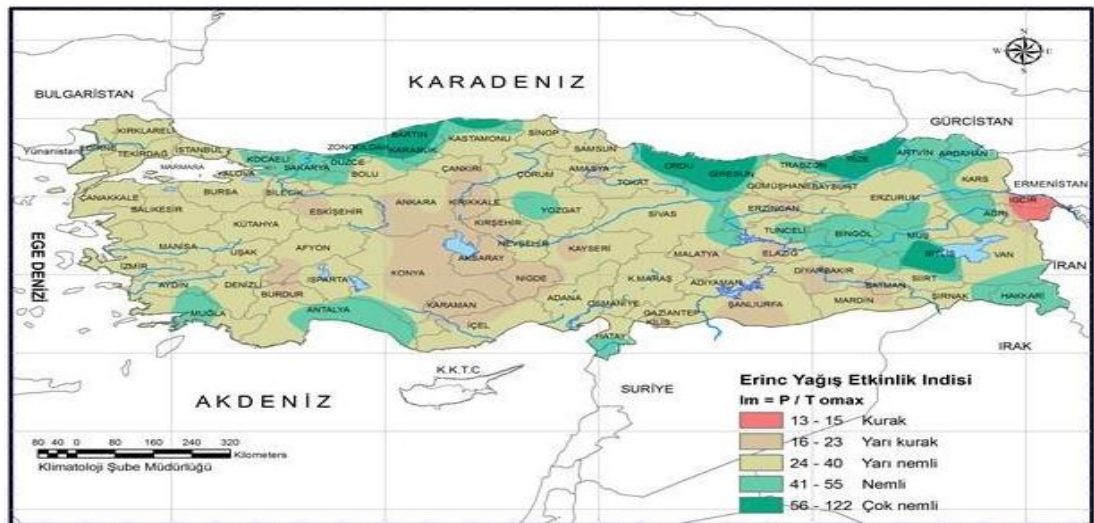 KARADENIZ
BULGARİSTAN
GÜRCİSTAN
Yunanistan
ERMENİSTAN
EGE DENİZİ
İRAN
IRAK
SURİYE
K.K.T.C
AKDENİZ
KIRKLARELİ
EDİRNE
TEKİRDAĞ
İSTANBUL
MARMARA
YALOVA
KOCAELİ
SAKARYA
DÜZCE
BOLU
ZONGULDAK
BARTIN
KARABÜK
KASTAMONU
SİNOP
SAMSUN
AMASYA
ÇANKIRI
ÇORUM
TOKAT
ORDU
GİRESUN
TRABZON
RİZE
ARTVİN
ARDAHAN
KARS
IĞDIR
AĞRI
GÜMÜŞHANE
BAYBURT
ERZURUM
ERZİNCAN
ÇANAKKALE
BALIKESİR
BURSA
BİLECİK
ESKİŞEHİR
KÜTAHYA
ANKARA
KIRIKKALE
YOZGAT
SİVAS
KIRŞEHİR
NEVŞEHİR
KAYSERİ
TUNCELİ
BİNGÖL
MUŞ
BİTLİS
VAN
ELAZIĞ
MALATYA
DİYARBAKIR
BATMAN
SİİRT
ŞIRNAK
HAKKARİ
MARDİN
ŞANLIURFA
ADIYAMAN
K.MARAŞ
GAZİANTEP
KİLİS
OSMANİYE
HATAY
ADANA
İÇEL
NİĞDE
AKSARAY
KONYA
KARAMAN
ISPARTA
AFYON
UŞAK
MANİSA
İZMİR
AYDIN
DENİZLİ
BURDUR
MUĞLA
ANTALYA
N
W
E
S
80 40 0 80 160 240 320
Kilometers
Klimatoloji Şube Müdürlüğü
Erinc Yağış Etkinlik Indisi
Im = P / T omax
13 - 15 Kurak
16 - 23 Yarı kurak
24 - 40 Yarı nemli
41 - 55 Nemli
56 - 122 Çok nemli